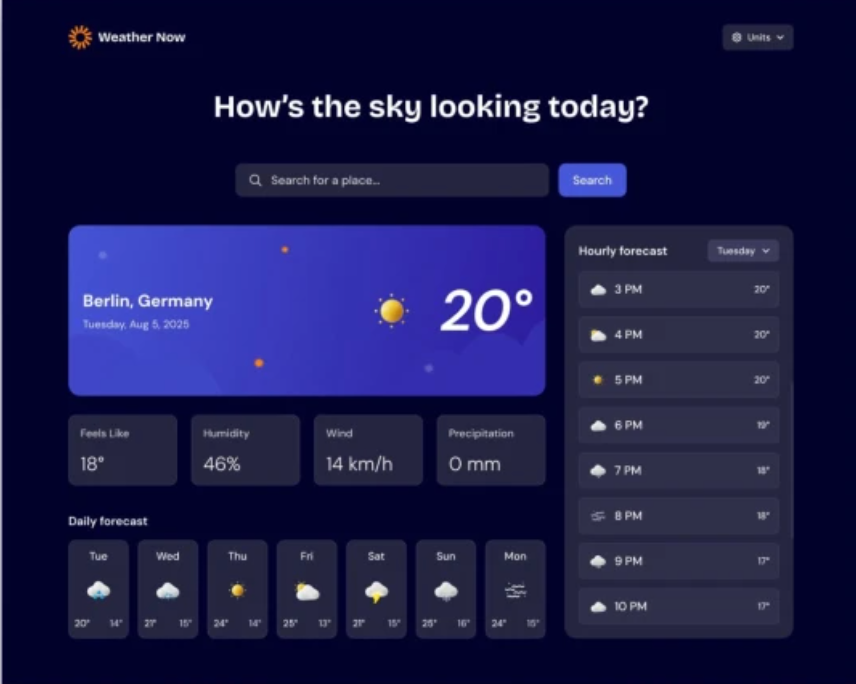 Weather Now
Units
How's the sky looking today?
Search for a place...
Search
Berlin, Germany
Tuesday, Aug 5, 2025
20°
Feels Like
18°
Humidity
46%
Wind
14 km/h
Precipitation
0 mm
Daily forecast
Tue
20° 14°
Wed
21° 15°
Thu
24° 14°
Fri
25° 13°
Sat
21° 15°
Sun
25° 16°
Mon
24° 15°
Hourly forecast
Tuesday
3 PM 20°
4 PM 20°
5 PM 20°
6 PM 19°
7 PM 18°
8 PM 18°
9 PM 17°
10 PM 17°